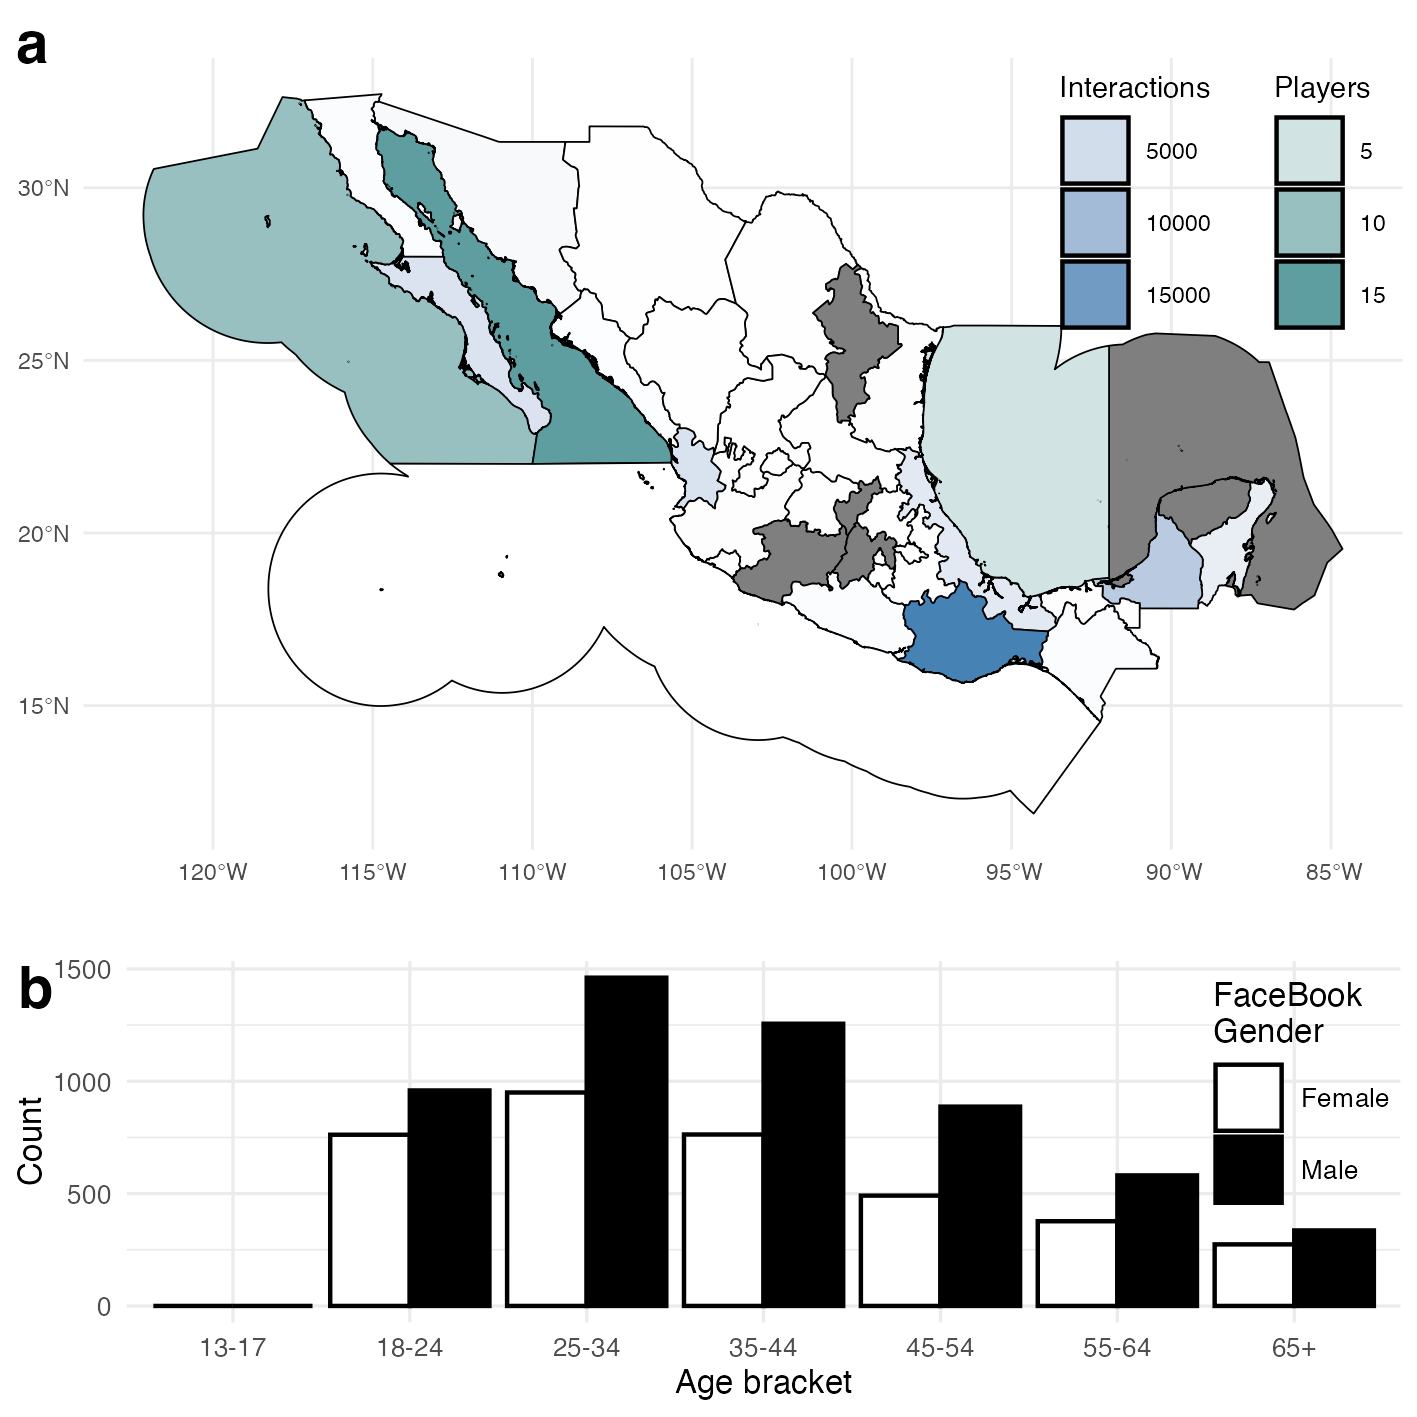 a
Interactions
5000
10000
15000
Players
5
10
15
30°N
25°N
20°N
15°N
120°W 115°W 110°W 105°W 100°W 95°W 90°W 85°W
b
1500
1000
500
0
Count
FaceBook
Gender
Female
Male
13-17 18-24 25-34 35-44 45-54 55-64 65+
Age bracket